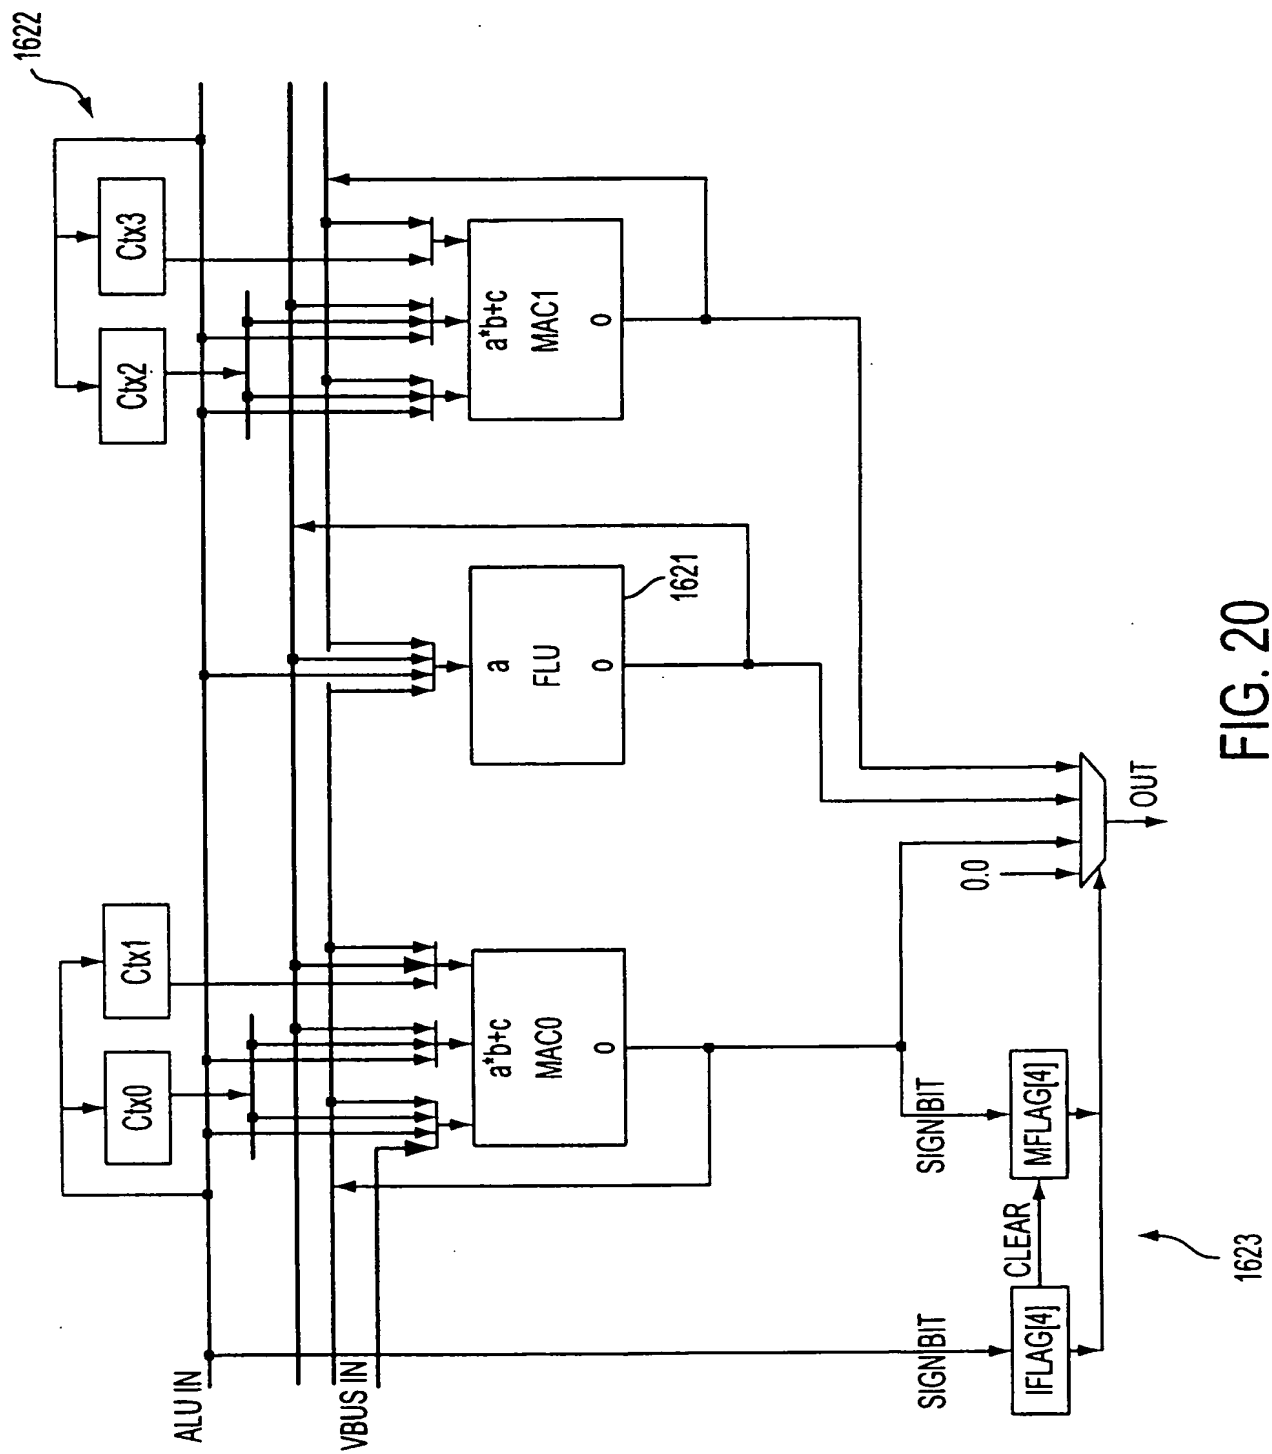 1622
Ctx0
Ctx1
Ctx2
Ctx3
ALU IN
VBUS IN
a*b+c
MAC0
0
a
FLU
0
1621
a*b+c
MAC1
0
SIGN BIT
SIGN BIT
IFLAG[4]
CLEAR
MFLAG[4]
0.0
OUT
1623
FIG. 20